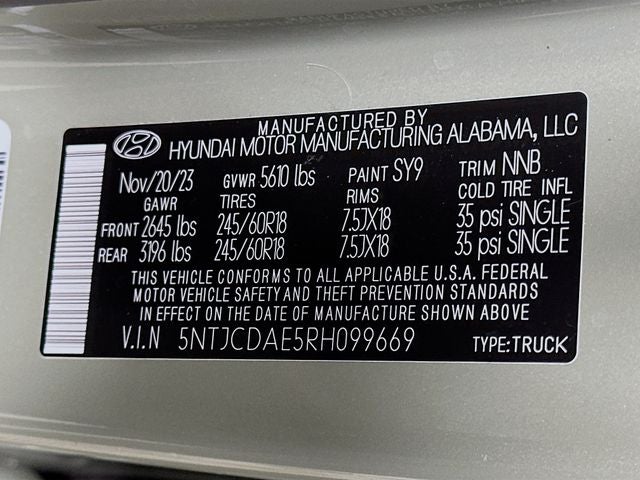 MANUFACTURED BY
HYUNDAI MOTOR MANUFACTURING ALABAMA, LLC
Nov/20/23 GVWR 5610 lbs PAINT SY9 TRIM NNB
GAWR TIRES RIMS COLD TIRE INFL
FRONT 2645 lbs 245/60R18 7.5JX18 35 psi SINGLE
REAR 3196 lbs 245/60R18 7.5JX18 35 psi SINGLE
THIS VEHICLE CONFORMS TO ALL APPLICABLE U.S.A. FEDERAL
MOTOR VEHICLE SAFETY AND THEFT PREVENTION STANDARDS
IN EFFECT ON THE DATE OF MANUFACTURE SHOWN ABOVE.
V.I.N 5NTJCDAE5RH099669 TYPE:TRUCK